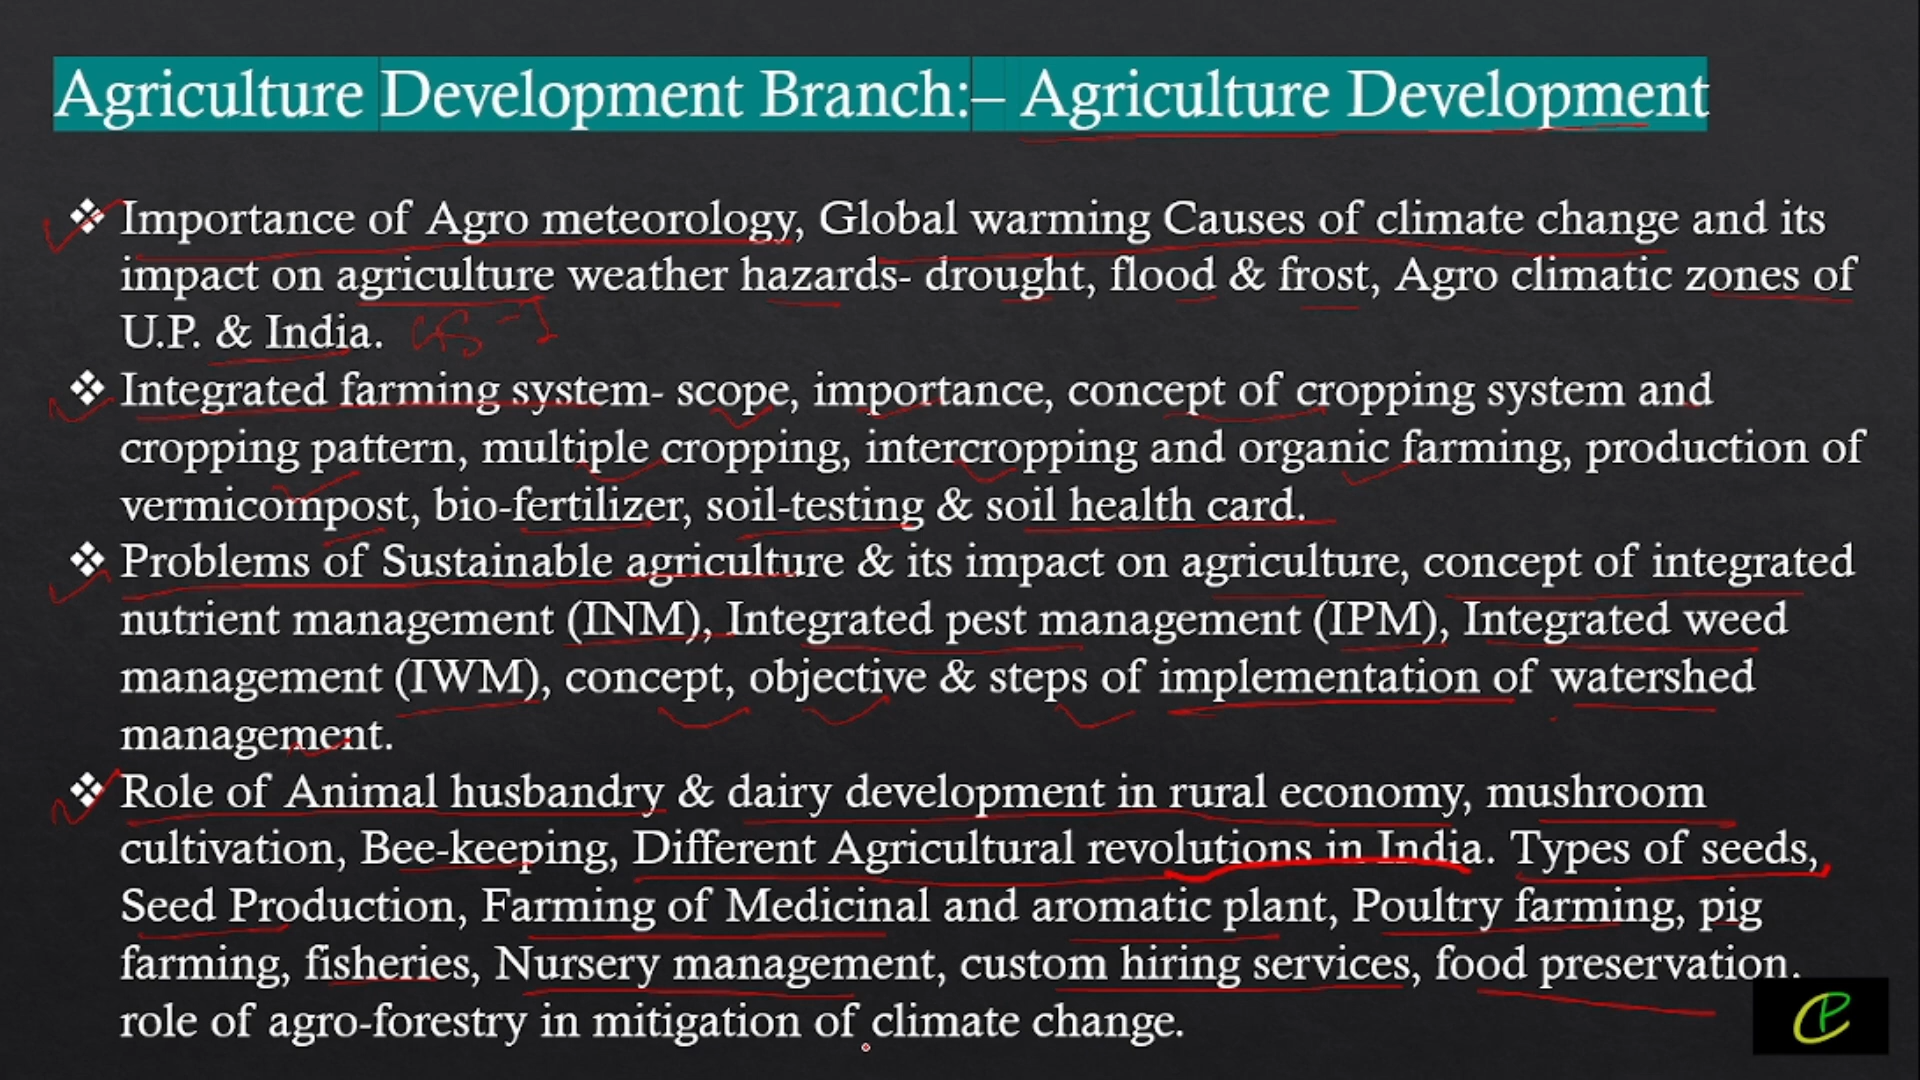 Agriculture Development Branch:– Agriculture Development
❖ Importance of Agro meteorology, Global warming Causes of climate change and its
impact on agriculture weather hazards- drought, flood & frost, Agro climatic zones of
U.P. & India.
❖ Integrated farming system- scope, importance, concept of cropping system and
cropping pattern, multiple cropping, intercropping and organic farming, production of
vermicompost, bio-fertilizer, soil-testing & soil health card.
❖ Problems of Sustainable agriculture & its impact on agriculture, concept of integrated
nutrient management (INM), Integrated pest management (IPM), Integrated weed
management (IWM), concept, objective & steps of implementation of watershed
management.
❖ Role of Animal husbandry & dairy development in rural economy, mushroom
cultivation, Bee-keeping, Different Agricultural revolutions in India. Types of seeds,
Seed Production, Farming of Medicinal and aromatic plant, Poultry farming, pig
farming, fisheries, Nursery management, custom hiring services, food preservation.
role of agro-forestry in mitigation of climate change.